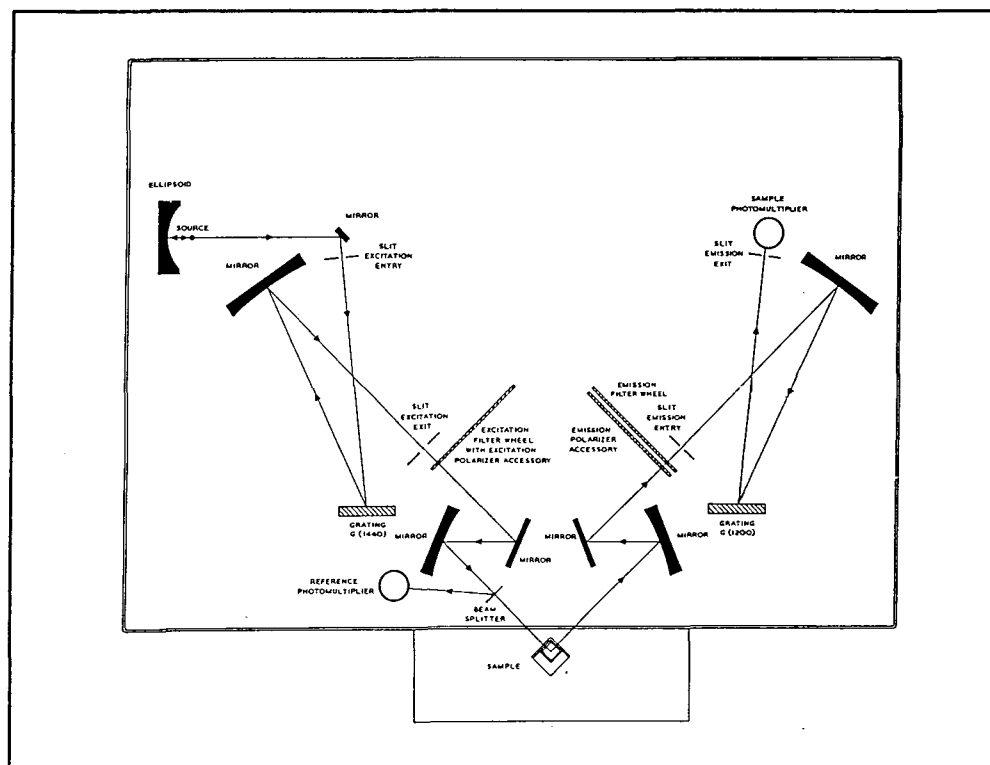 ELLIPSOID
SOURCE
MIRROR
SLIT
EXCITATION
ENTRY
MIRROR
SAMPLE
PHOTOMULTIPLIER
SLIT
EMISSION
EXIT
MIRROR
SLIT
EXCITATION
EXIT
EXCITATION
FILTER WHEEL
WITH EXCITATION
POLARIZER ACCESSORY
EMISSION
FILTER WHEEL
SLIT
EMISSION
ENTRY
EMISSION
POLARIZER
ACCESSORY
GRATING
G (1440)
MIRROR
MIRROR
MIRROR
MIRROR
GRATING
G (1200)
REFERENCE
PHOTOMULTIPLIER
BEAM
SPLITTER
SAMPLE